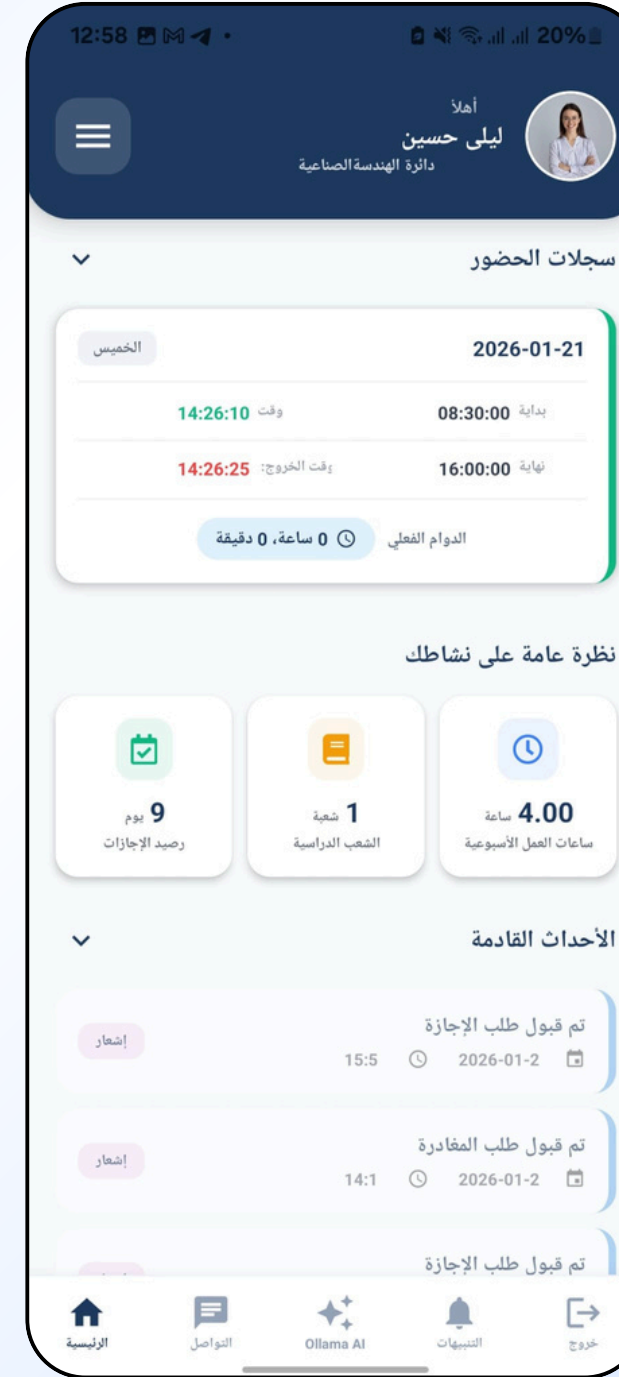 12:58 20%
أهلاً
ليلى حسين
دائرة الهندسةالصناعية
سجلات الحضور
2026-01-21 الخميس
بداية 08:30:00 وقت 14:26:10
نهاية 16:00:00 وقت الخروج: 14:26:25
الدوام الفعلي 0 ساعة، 0 دقيقة
نظرة عامة على نشاطك
4.00 ساعة
ساعات العمل الأسبوعية
1 شعبة
الشعب الدراسية
9 يوم
رصيد الإجازات
الأحداث القادمة
تم قبول طلب الإجازة
إشعار
2026-01-2 15:5
تم قبول طلب المغادرة
إشعار
2026-01-2 14:1
تم قبول طلب الإجازة
خروج
التنبيهات
Ollama AI
التواصل
الرئيسية